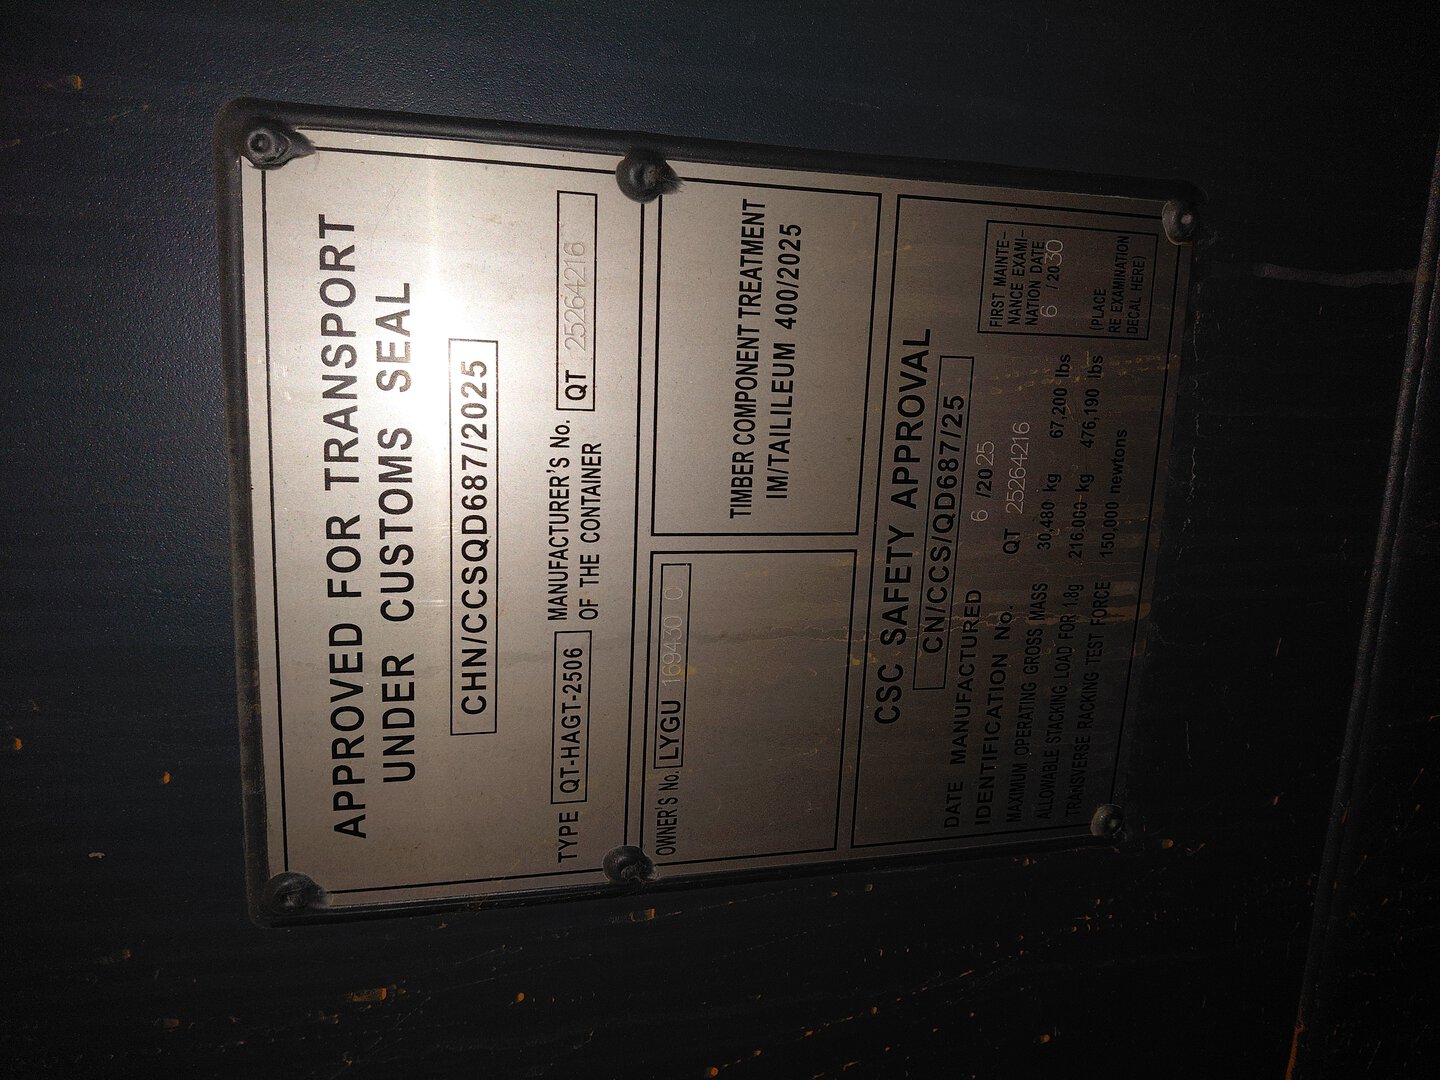 APPROVED FOR TRANSPORT
UNDER CUSTOMS SEAL
CHN/CCSQD687/2025
TYPE QT-HAGT-2506 MANUFACTURER'S No.
OF THE CONTAINER QT 25264216
OWNER'S No. LYGU 169430 0
TIMBER COMPONENT TREATMENT
IM/TAILILEUM 400/2025
CSC SAFETY APPROVAL
CN/CCS/QD687/25
DATE MANUFACTURED 6 /2025
IDENTIFICATION No. QT 25264216
MAXIMUM OPERATING GROSS MASS 30,480 kg 67,200 lbs
ALLOWABLE STACKING LOAD FOR 1.8g 216,000 kg 476,190 lbs
TRANSVERSE RACKING TEST FORCE 150,000 newtons
FIRST MAINTE-
NANCE EXAMI-
NATION DATE
6 /2030
(PLACE
RE EXAMINATION
DECAL HERE)